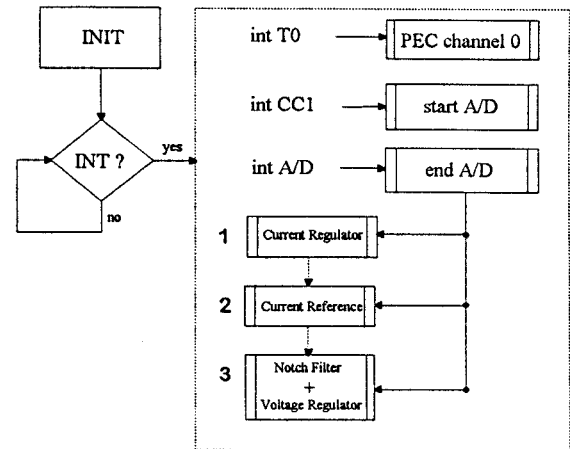 INIT
INT ?
yes
no
int T0
PEC channel 0
int CC1
start A/D
int A/D
end A/D
1
Current Regulator
2
Current Reference
3
Notch Filter
+
Voltage Regulator